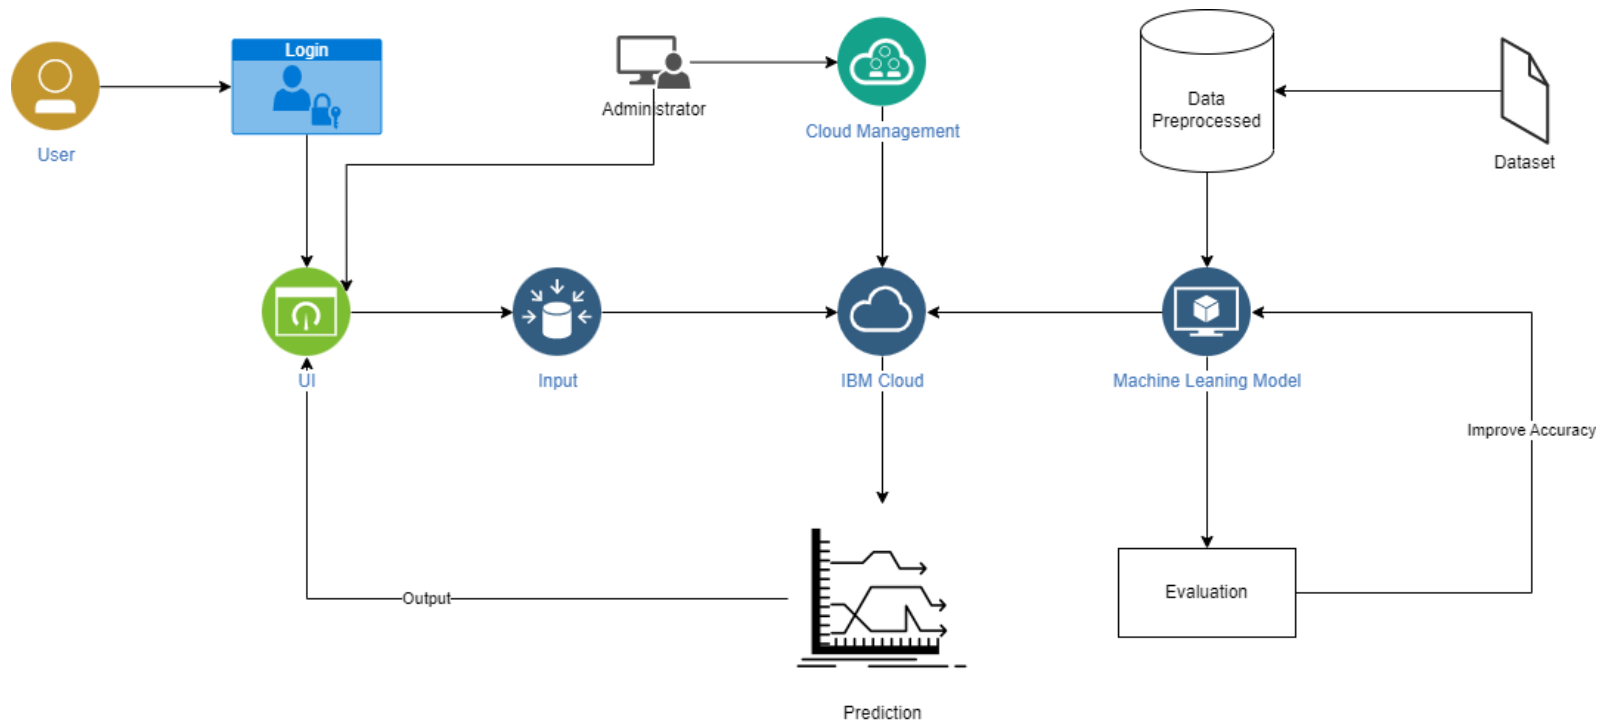 Login
User
Administrator
Cloud Management
Data
Preprocessed
Dataset
UI
Input
IBM Cloud
Machine Leaning Model
Improve Accuracy
Output
Evaluation
Prediction